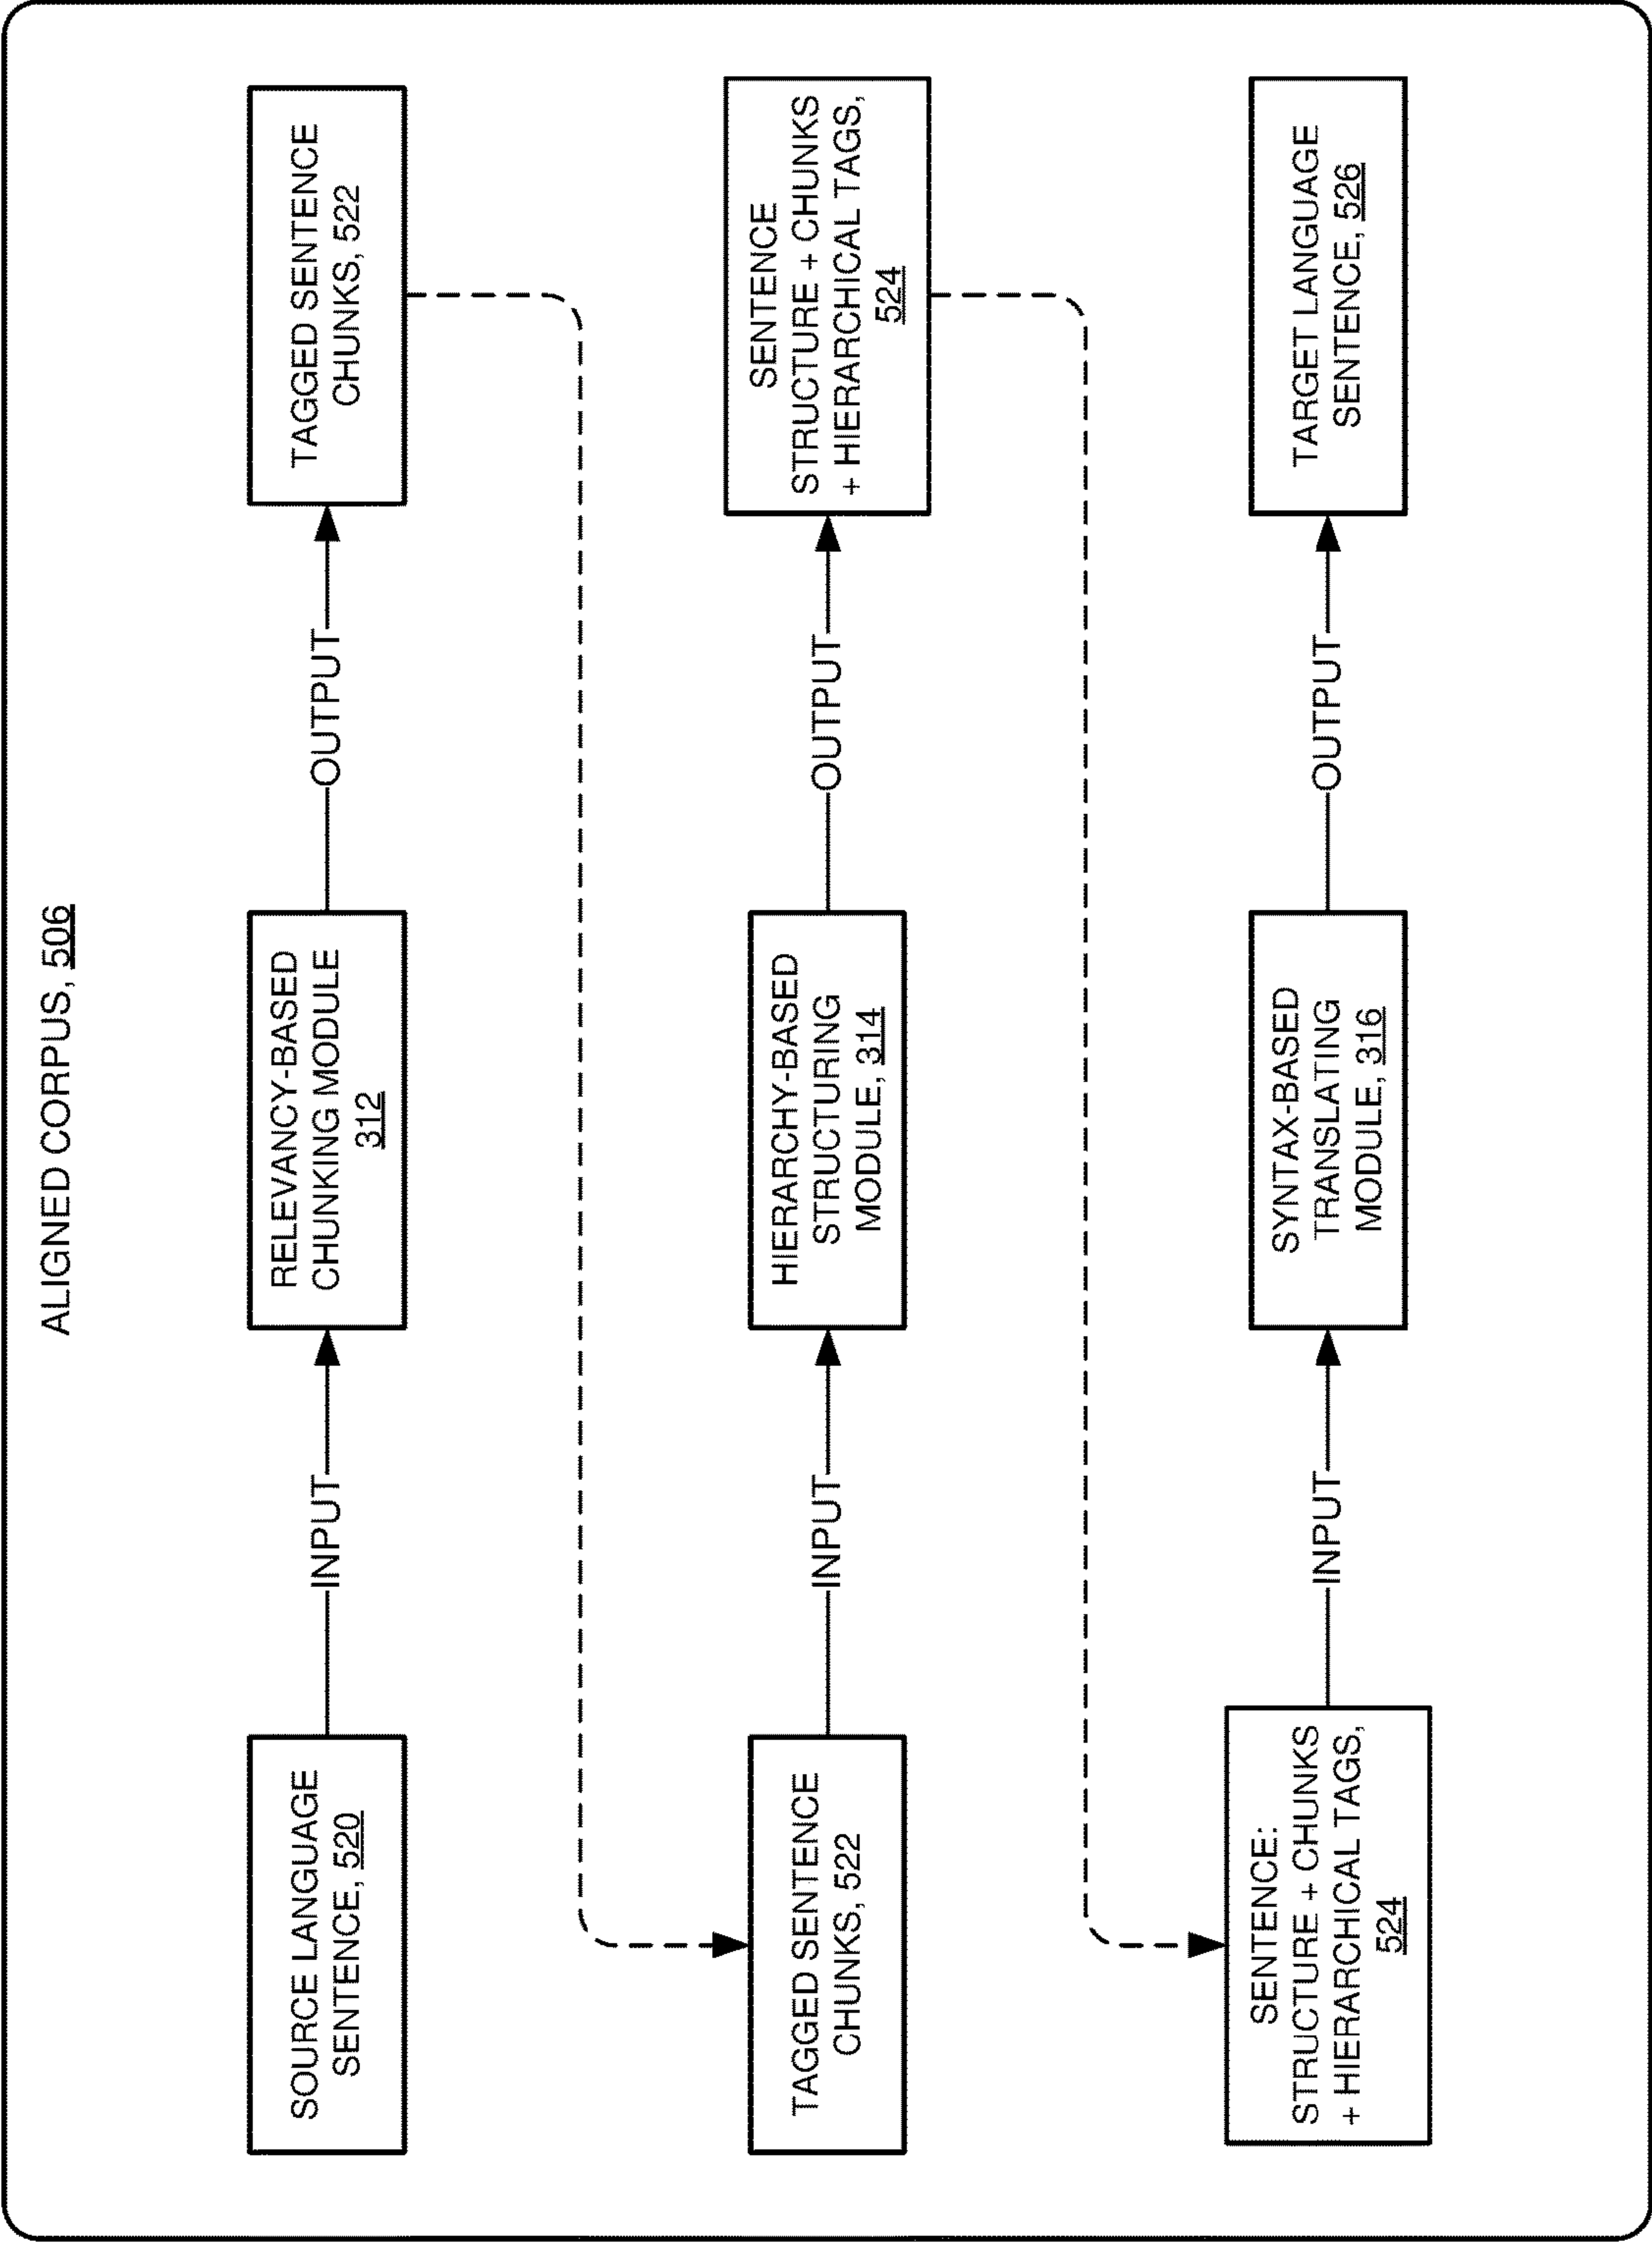 ALIGNED CORPUS, 506
SOURCE LANGUAGE
SENTENCE, 520
INPUT
RELEVANCY-BASED
CHUNKING MODULE
312
OUTPUT
TAGGED SENTENCE
CHUNKS, 522
TAGGED SENTENCE
CHUNKS, 522
INPUT
HIERARCHY-BASED
STRUCTURING
MODULE, 314
OUTPUT
SENTENCE
STRUCTURE + CHUNKS
+ HIERARCHICAL TAGS,
524
SENTENCE:
STRUCTURE + CHUNKS
+ HIERARCHICAL TAGS,
524
INPUT
SYNTAX-BASED
TRANSLATING
MODULE, 316
OUTPUT
TARGET LANGUAGE
SENTENCE, 526